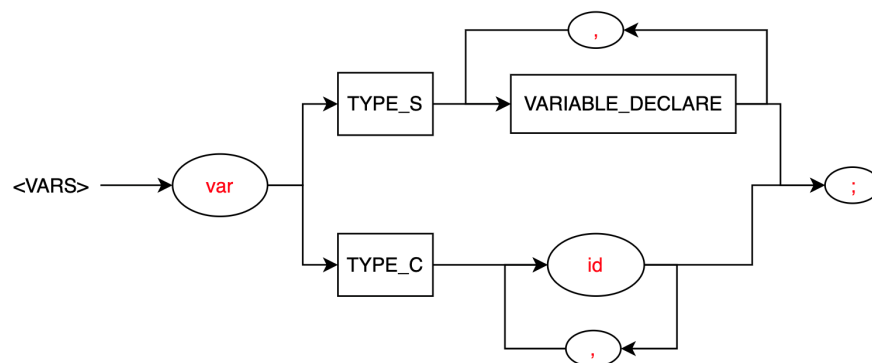 ,
TYPE_S
VARIABLE_DECLARE
<VARS>
var
;
TYPE_C
id
,